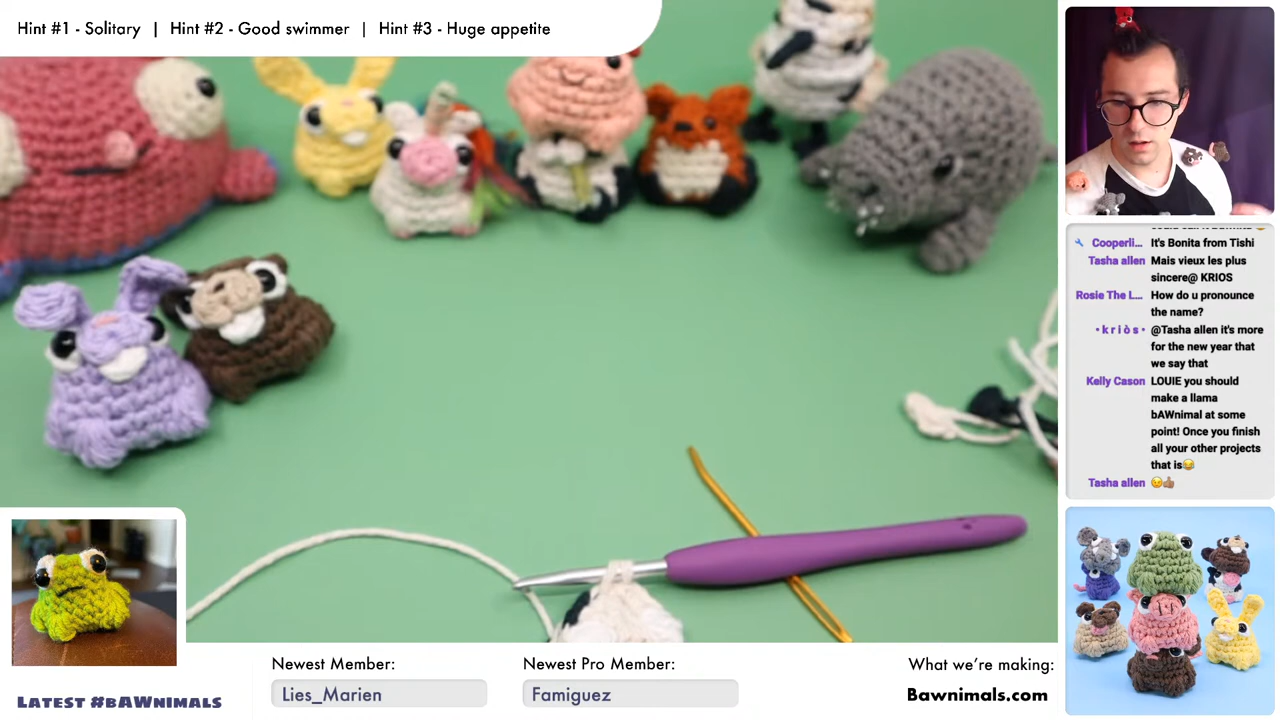 Hint #1 - Solitary | Hint #2 - Good swimmer | Hint #3 - Huge appetite
Cooperli... It's Bonita from Tishi
Tasha allen Mais vieux les plus
sincere@ KRIOS
Rosie The L... How do u pronounce
the name?
• k r i ò s • @Tasha allen it's more
for the new year that
we say that
Kelly Cason LOUIE you should
make a llama
bAWnimal at some
point! Once you finish
all your other projects
that is😂
Tasha allen 😉👍🏽
Newest Member:
Lies_Marien
Newest Pro Member:
Famiguez
What we're making:
Bawnimals.com
Latest #bAWnimals